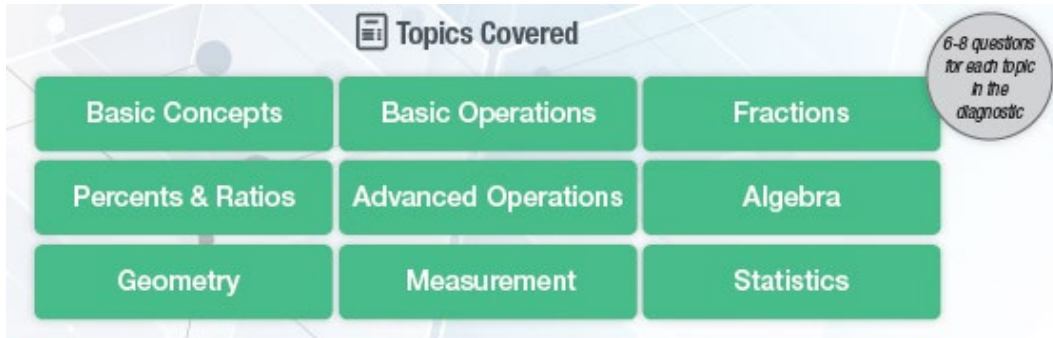 Topics Covered
6-8 questions
for each topic
in the
diagnostic
Basic Concepts
Basic Operations
Fractions
Percents & Ratios
Advanced Operations
Algebra
Geometry
Measurement
Statistics